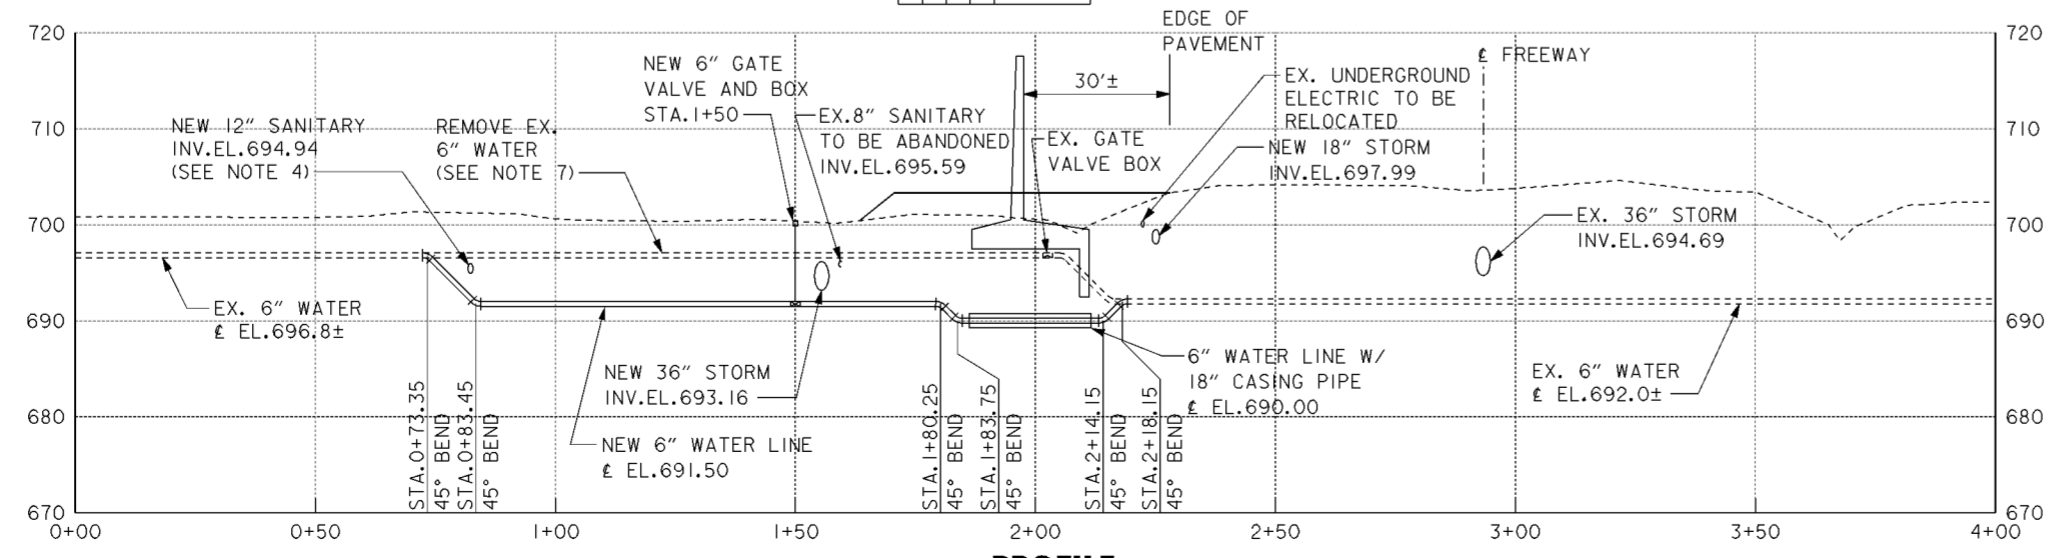 EDGE OF
PAVEMENT
720
720
℄ FREEWAY
NEW 6″ GATE
VALVE AND BOX
STA.1+50
30'±
EX. UNDERGROUND
ELECTRIC TO BE
RELOCATED
NEW 12″ SANITARY
INV.EL.694.94
(SEE NOTE 4)
REMOVE EX.
6″ WATER
(SEE NOTE 7)
EX.8″ SANITARY
TO BE ABANDONED
INV.EL.695.59
EX. GATE
VALVE BOX
NEW 18″ STORM
INV.EL.697.99
710
710
EX. 36″ STORM
INV.EL.694.69
700
700
EX. 6″ WATER
℄ EL.696.8±
690
690
NEW 36″ STORM
INV.EL.693.16
6″ WATER LINE W/
18″ CASING PIPE
℄ EL.690.00
EX. 6″ WATER
℄ EL.692.0±
NEW 6″ WATER LINE
℄ EL.691.50
680
680
STA.0+73.35
45° BEND
STA.0+83.45
45° BEND
STA.1+80.25
45° BEND
STA.1+83.75
45° BEND
STA.2+14.15
45° BEND
STA.2+18.15
45° BEND
670
670
0+00 0+50 1+00 1+50 2+00 2+50 3+00 3+50 4+00
PROFILE